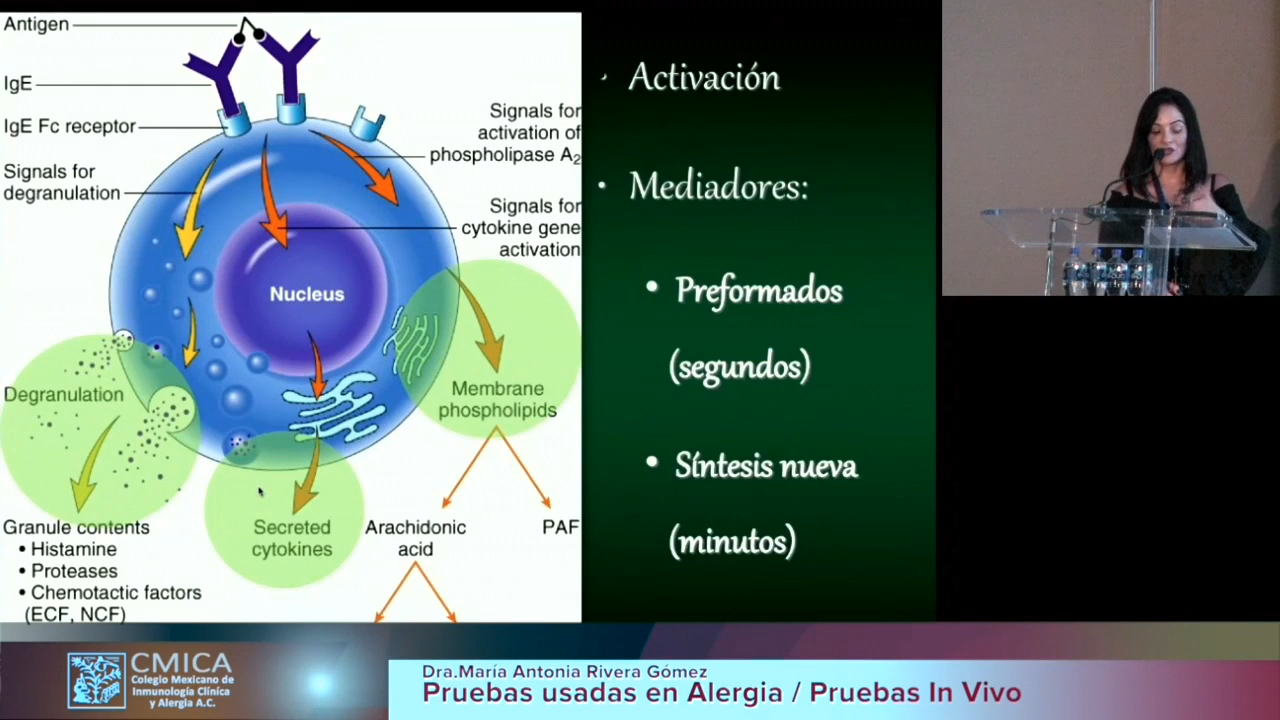 Antigen
IgE
IgE Fc receptor
Signals for
degranulation
Signals for
activation of
phospholipase A2
Signals for
cytokine gene
activation
Nucleus
Degranulation
Membrane
phospholipids
Granule contents
• Histamine
• Proteases
• Chemotactic factors
(ECF, NCF)
Secreted
cytokines
Arachidonic
acid
PAF
• Activación
• Mediadores:
• Preformados
(segundos)
• Síntesis nueva
(minutos)
CMICA
Colegio Mexicano de
Inmunología Clínica
y Alergia A.C.
Dra.María Antonia Rivera Gómez
Pruebas usadas en Alergia / Pruebas In Vivo